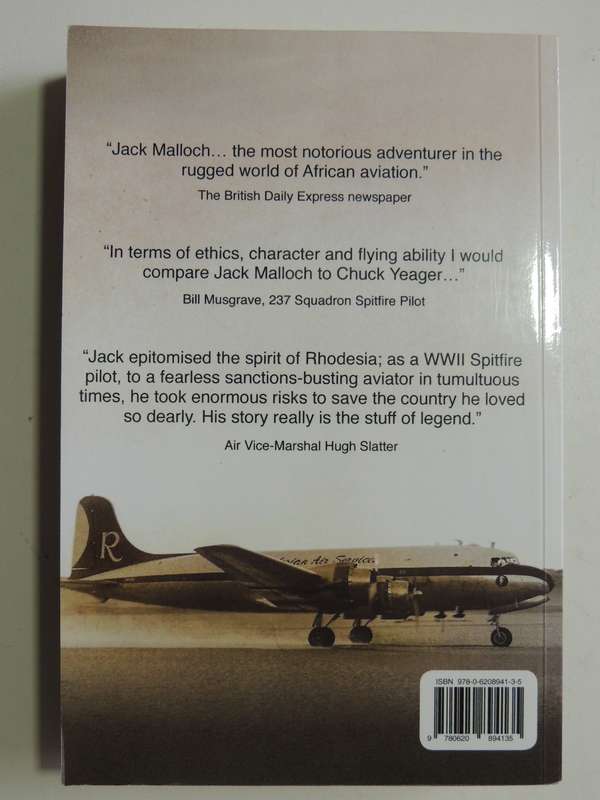 “Jack Malloch… the most notorious adventurer in the
rugged world of African aviation.”
The British Daily Express newspaper
“In terms of ethics, character and flying ability I would
compare Jack Malloch to Chuck Yeager…”
Bill Musgrave, 237 Squadron Spitfire Pilot
“Jack epitomised the spirit of Rhodesia; as a WWII Spitfire
pilot, to a fearless sanctions-busting aviator in tumultuous
times, he took enormous risks to save the country he loved
so dearly. His story really is the stuff of legend.”
Air Vice-Marshal Hugh Slatter
R
Air Services
ISBN 978-0-6208941-3-5
9 780620 894135